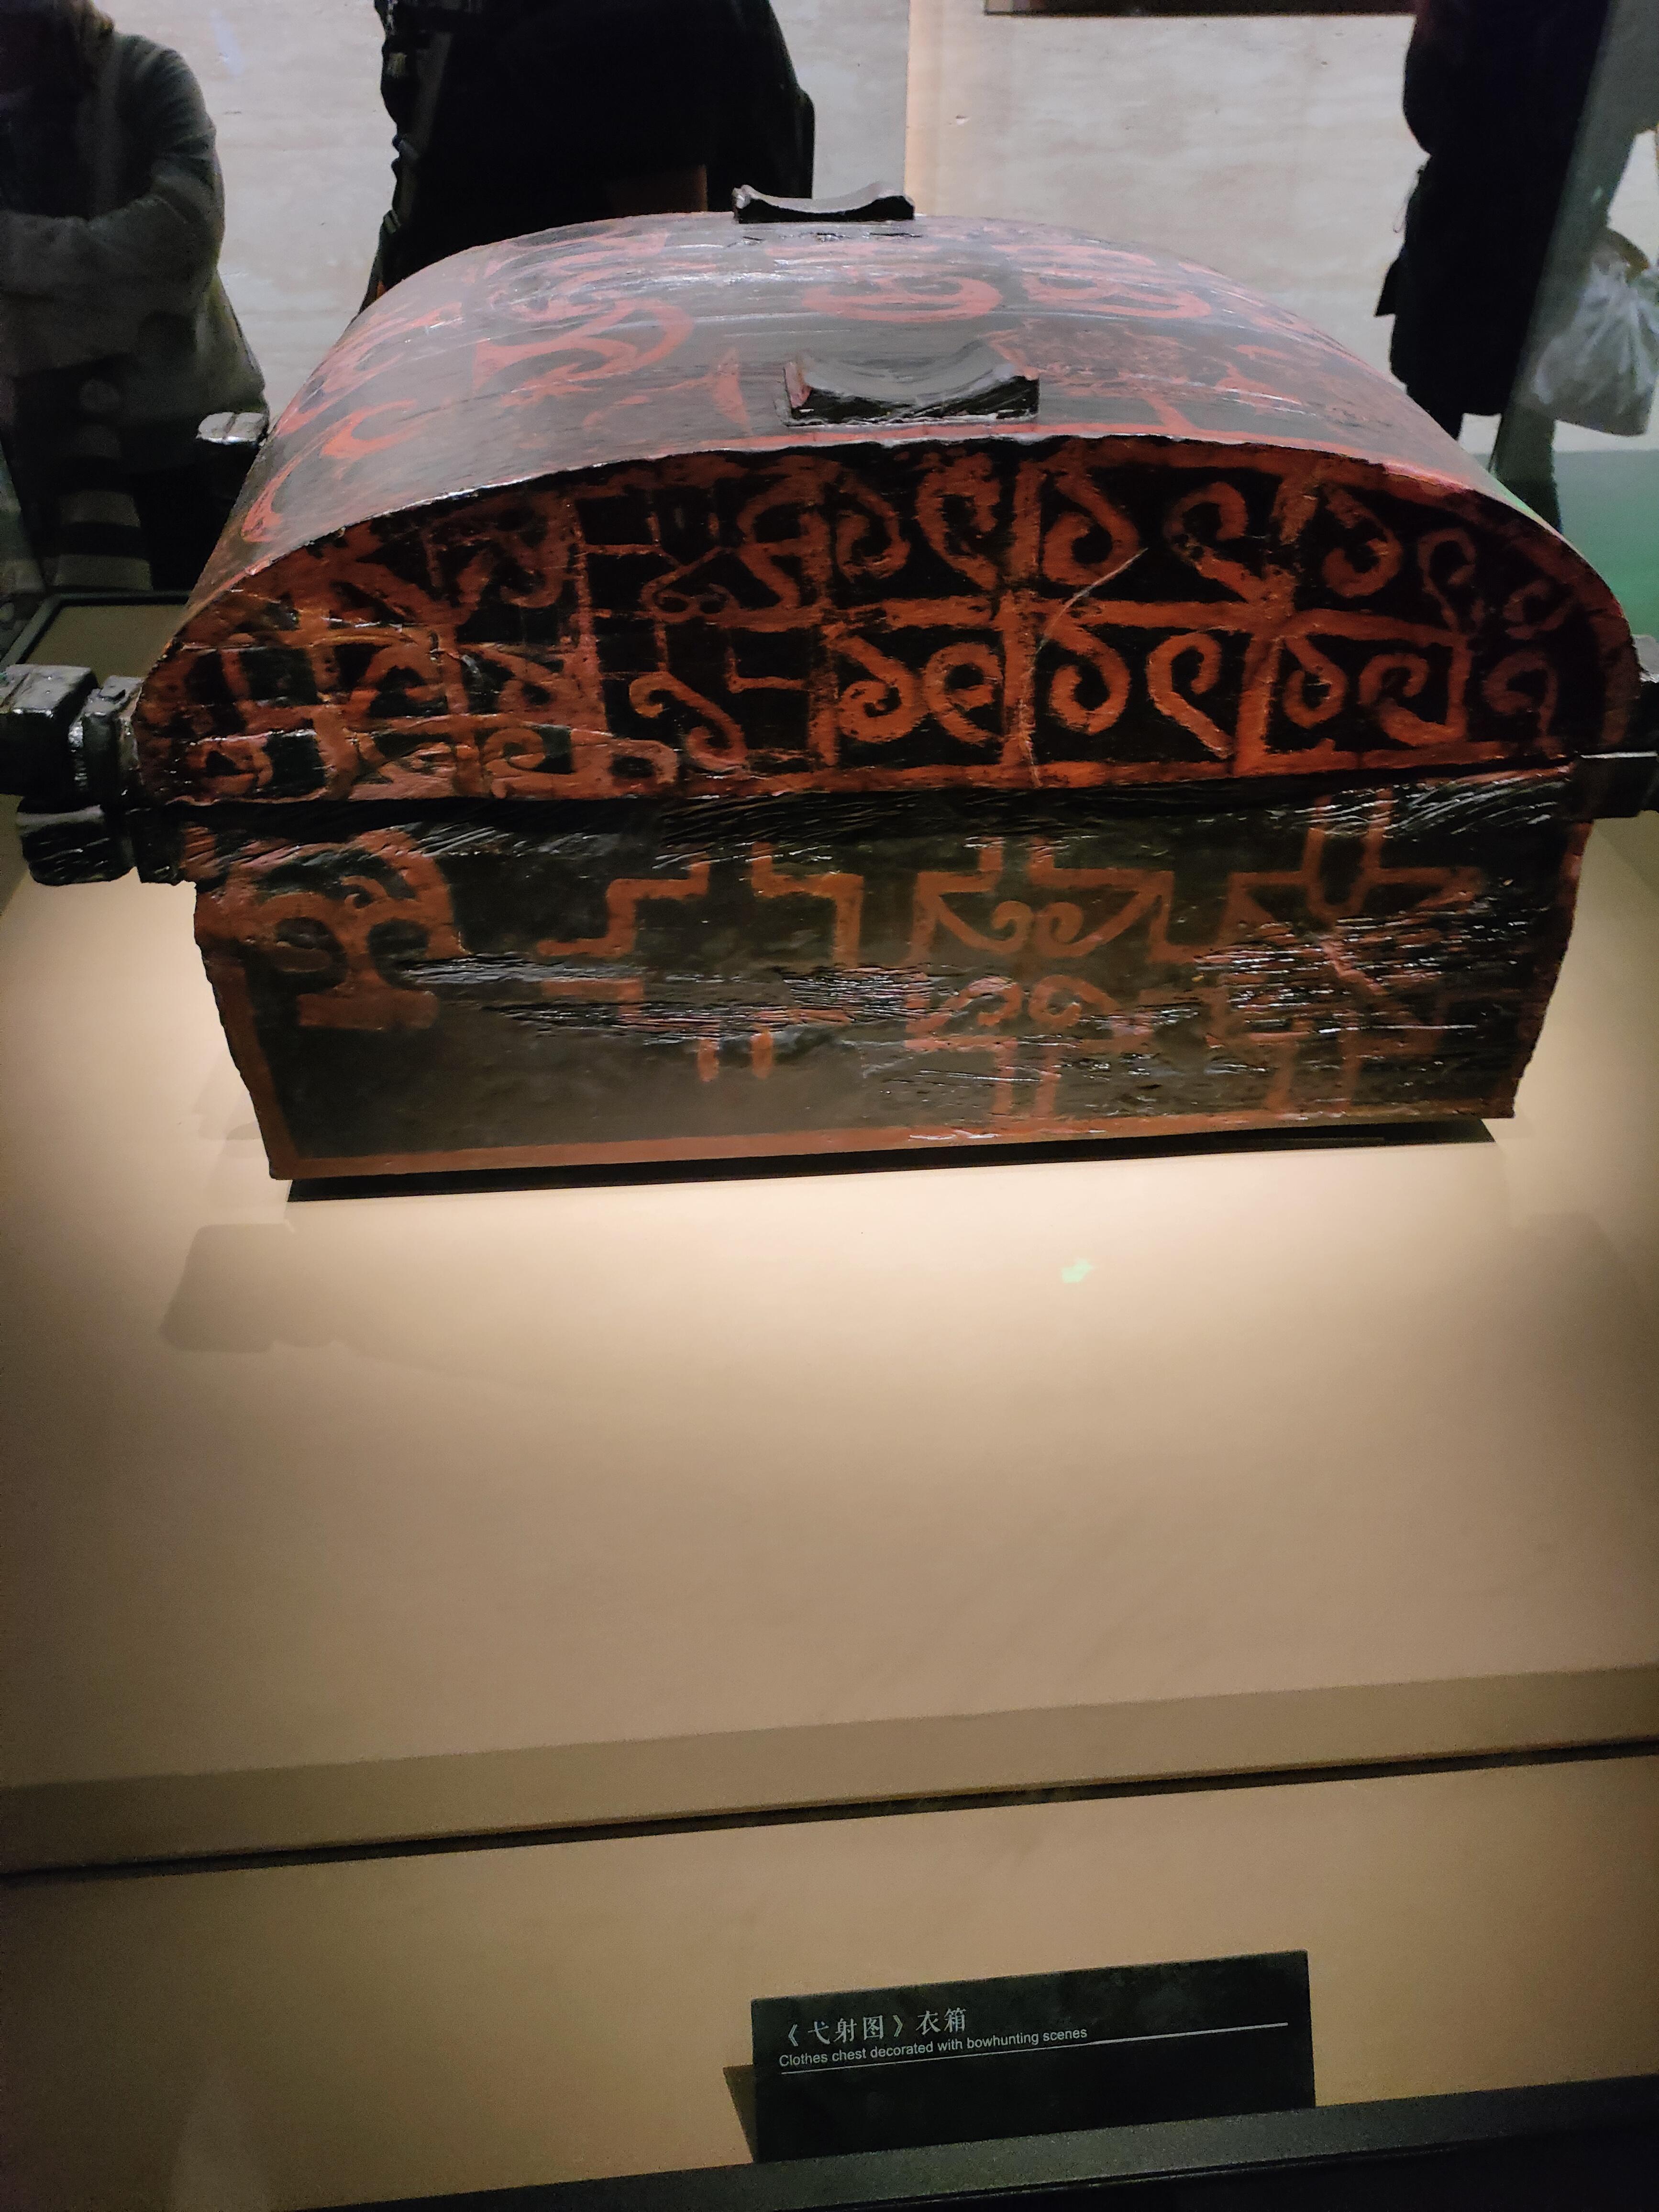 《弋射图》衣箱
Clothes chest decorated with bowhunting scenes